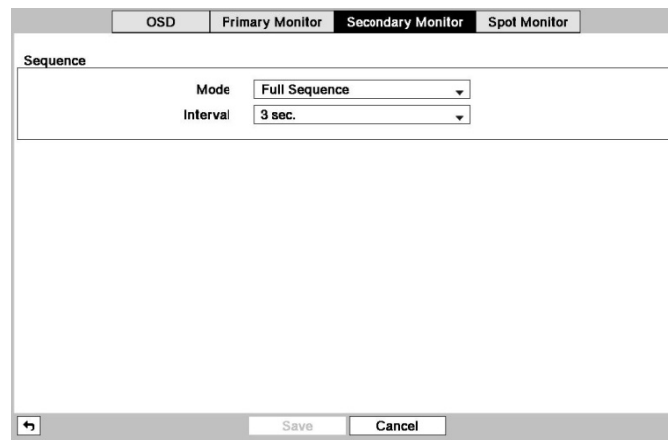 OSD Primary Monitor Secondary Monitor Spot Monitor
Sequence
Mode Full Sequence
Interval 3 sec.
Save Cancel